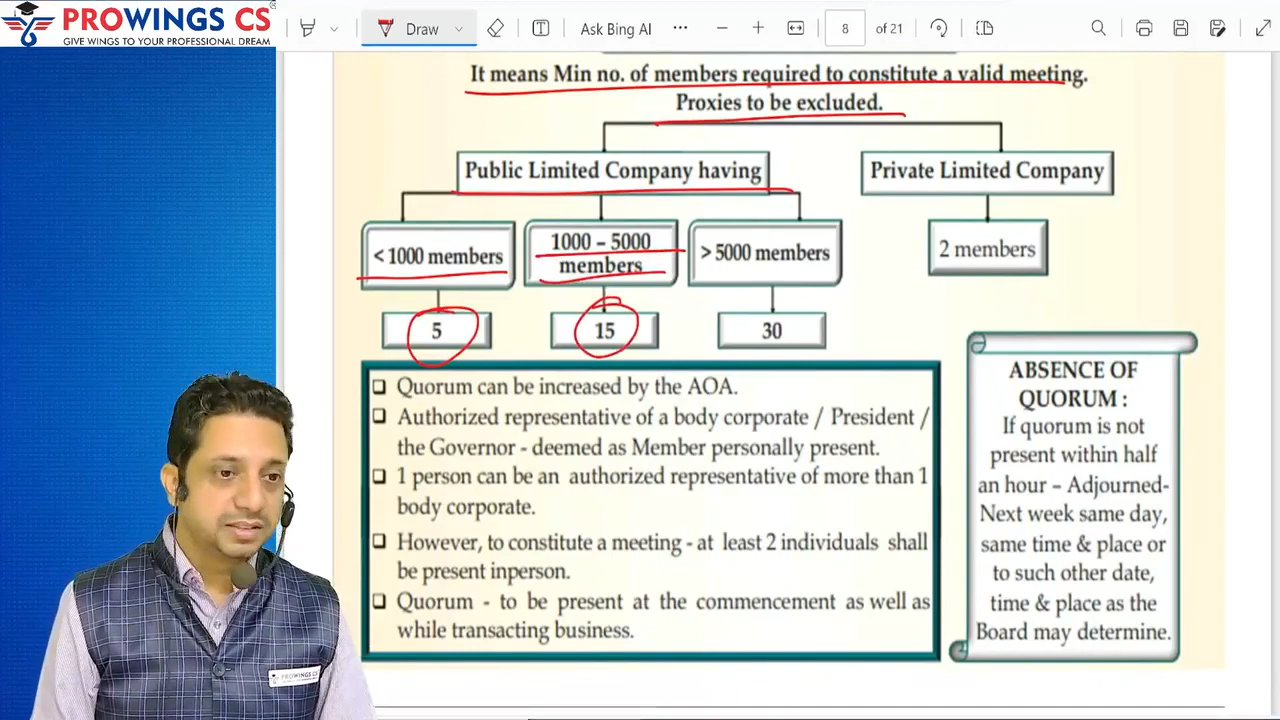 PROWINGS CS
GIVE WINGS TO YOUR PROFESSIONAL DREAM
Draw
Ask Bing AI
8
of 21
It means Min no. of members required to constitute a valid meeting.
Proxies to be excluded.
Public Limited Company having
Private Limited Company
< 1000 members
1000 – 5000
members
> 5000 members
2 members
5
15
30
❑ Quorum can be increased by the AOA.
❑ Authorized representative of a body corporate / President /
the Governor - deemed as Member personally present.
❑ 1 person can be an authorized representative of more than 1
body corporate.
❑ However, to constitute a meeting - at least 2 individuals shall
be present inperson.
❑ Quorum - to be present at the commencement as well as
while transacting business.
ABSENCE OF
QUORUM :
If quorum is not
present within half
an hour – Adjourned-
Next week same day,
same time & place or
to such other date,
time & place as the
Board may determine.
PROWINGS CS